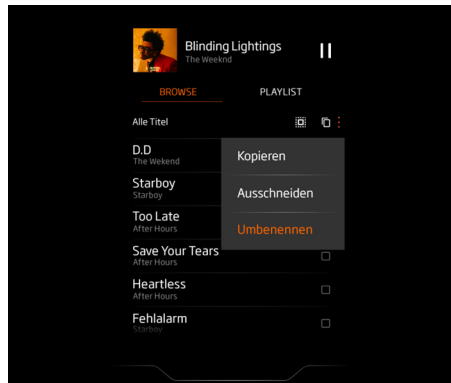 Blinding Lightings
The Weeknd
BROWSE
PLAYLIST
Alle Titel
D.D
The Wekend
Kopieren
Starboy
Starboy
Ausschneiden
Too Late
After Hours
Umbenennen
Save Your Tears
After Hours
Heartless
After Hours
Fehlalarm
Starboy